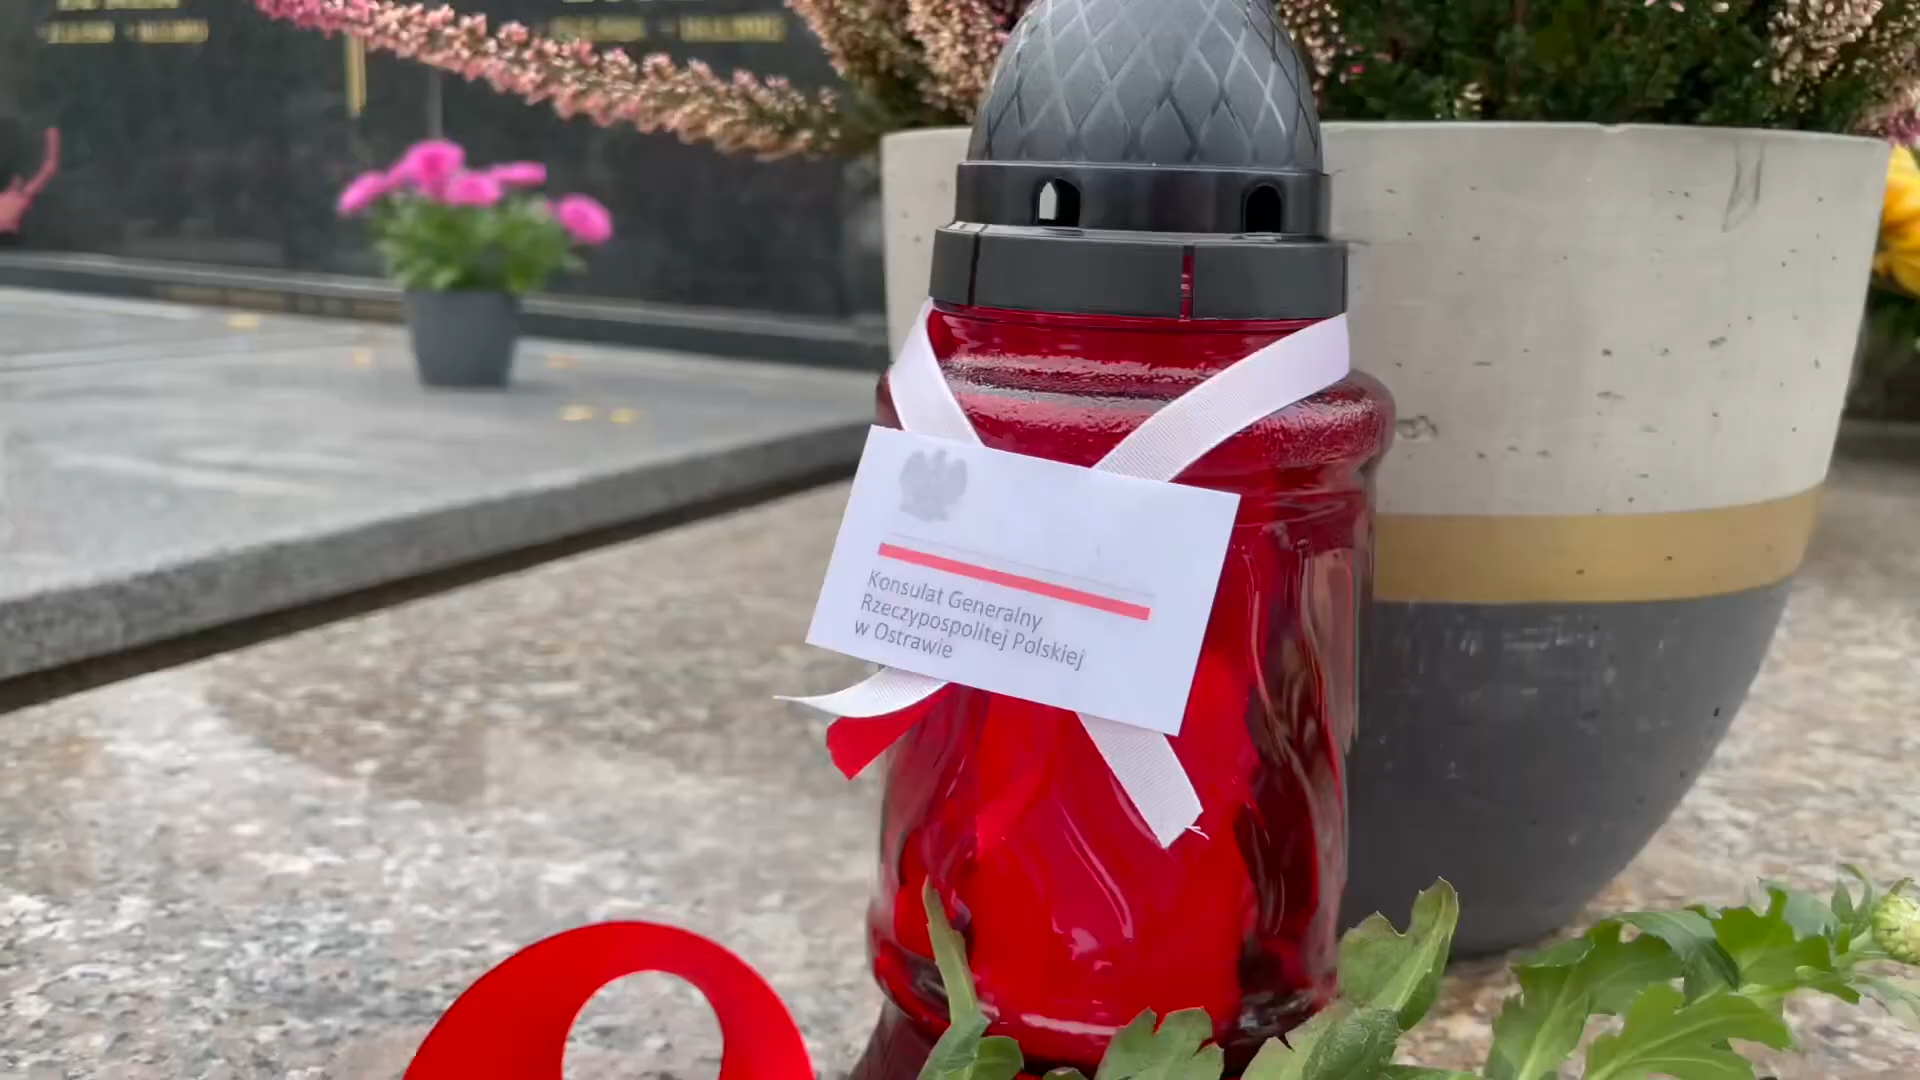 Konsulat Generalny
Rzeczypospolitej Polskiej
w Ostrawie